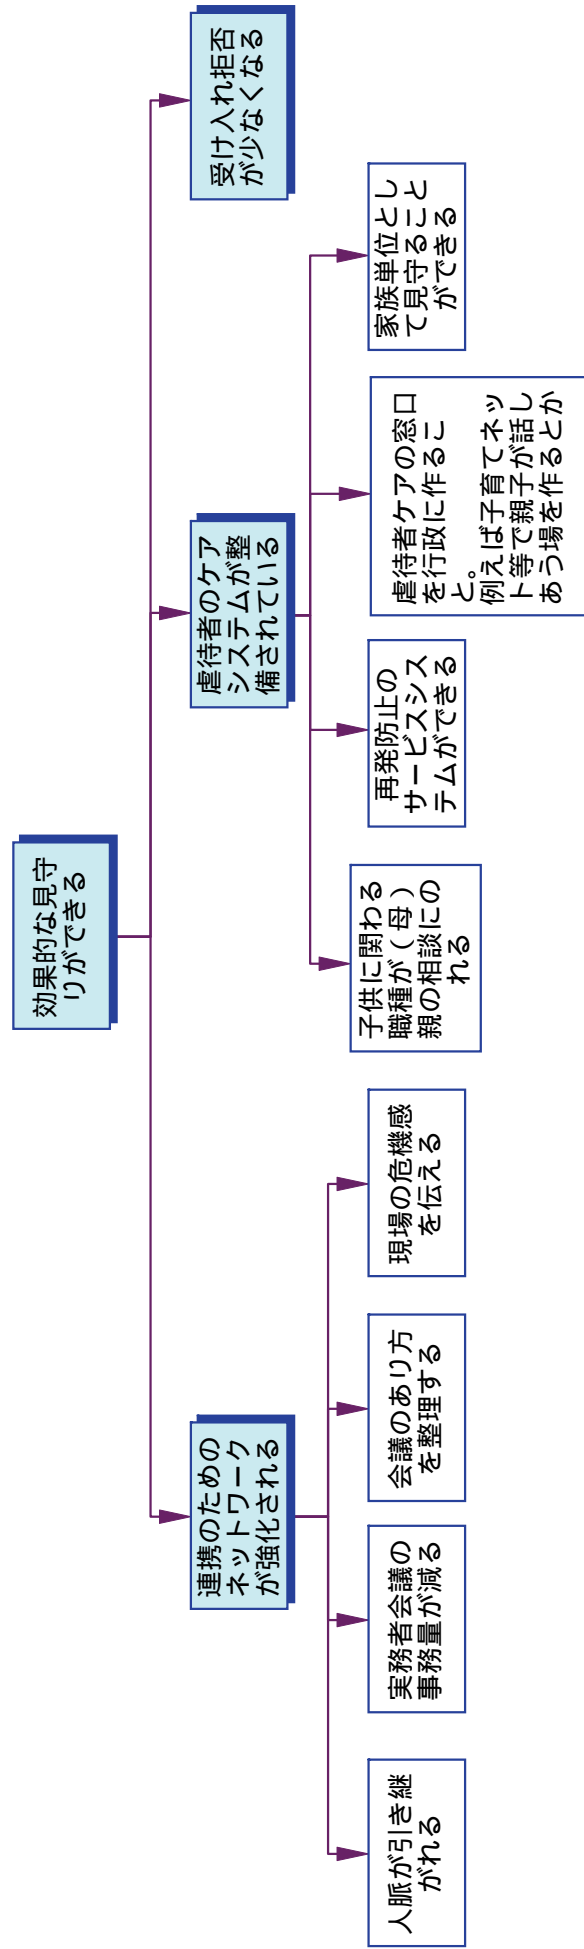 効果的な見守
りができる
連携のための
ネットワーク
が強化される
虐待者のケア
システムが整
備されている
受け入れ拒否
が少なくなる
人脈が引き継
がれる
実務者会議の
事務量が減る
会議のあり方
を整理する
現場の危機感
を伝える
子供に関わる
職種が（母）
親の相談にの
れる
再発防止の
サービスシス
テムができる
虐待者ケアの窓口
を行政に作るこ
と。
例えば子育てネッ
ト等で親子が話し
あう場を作るとか
家族単位とし
て見守ること
ができる